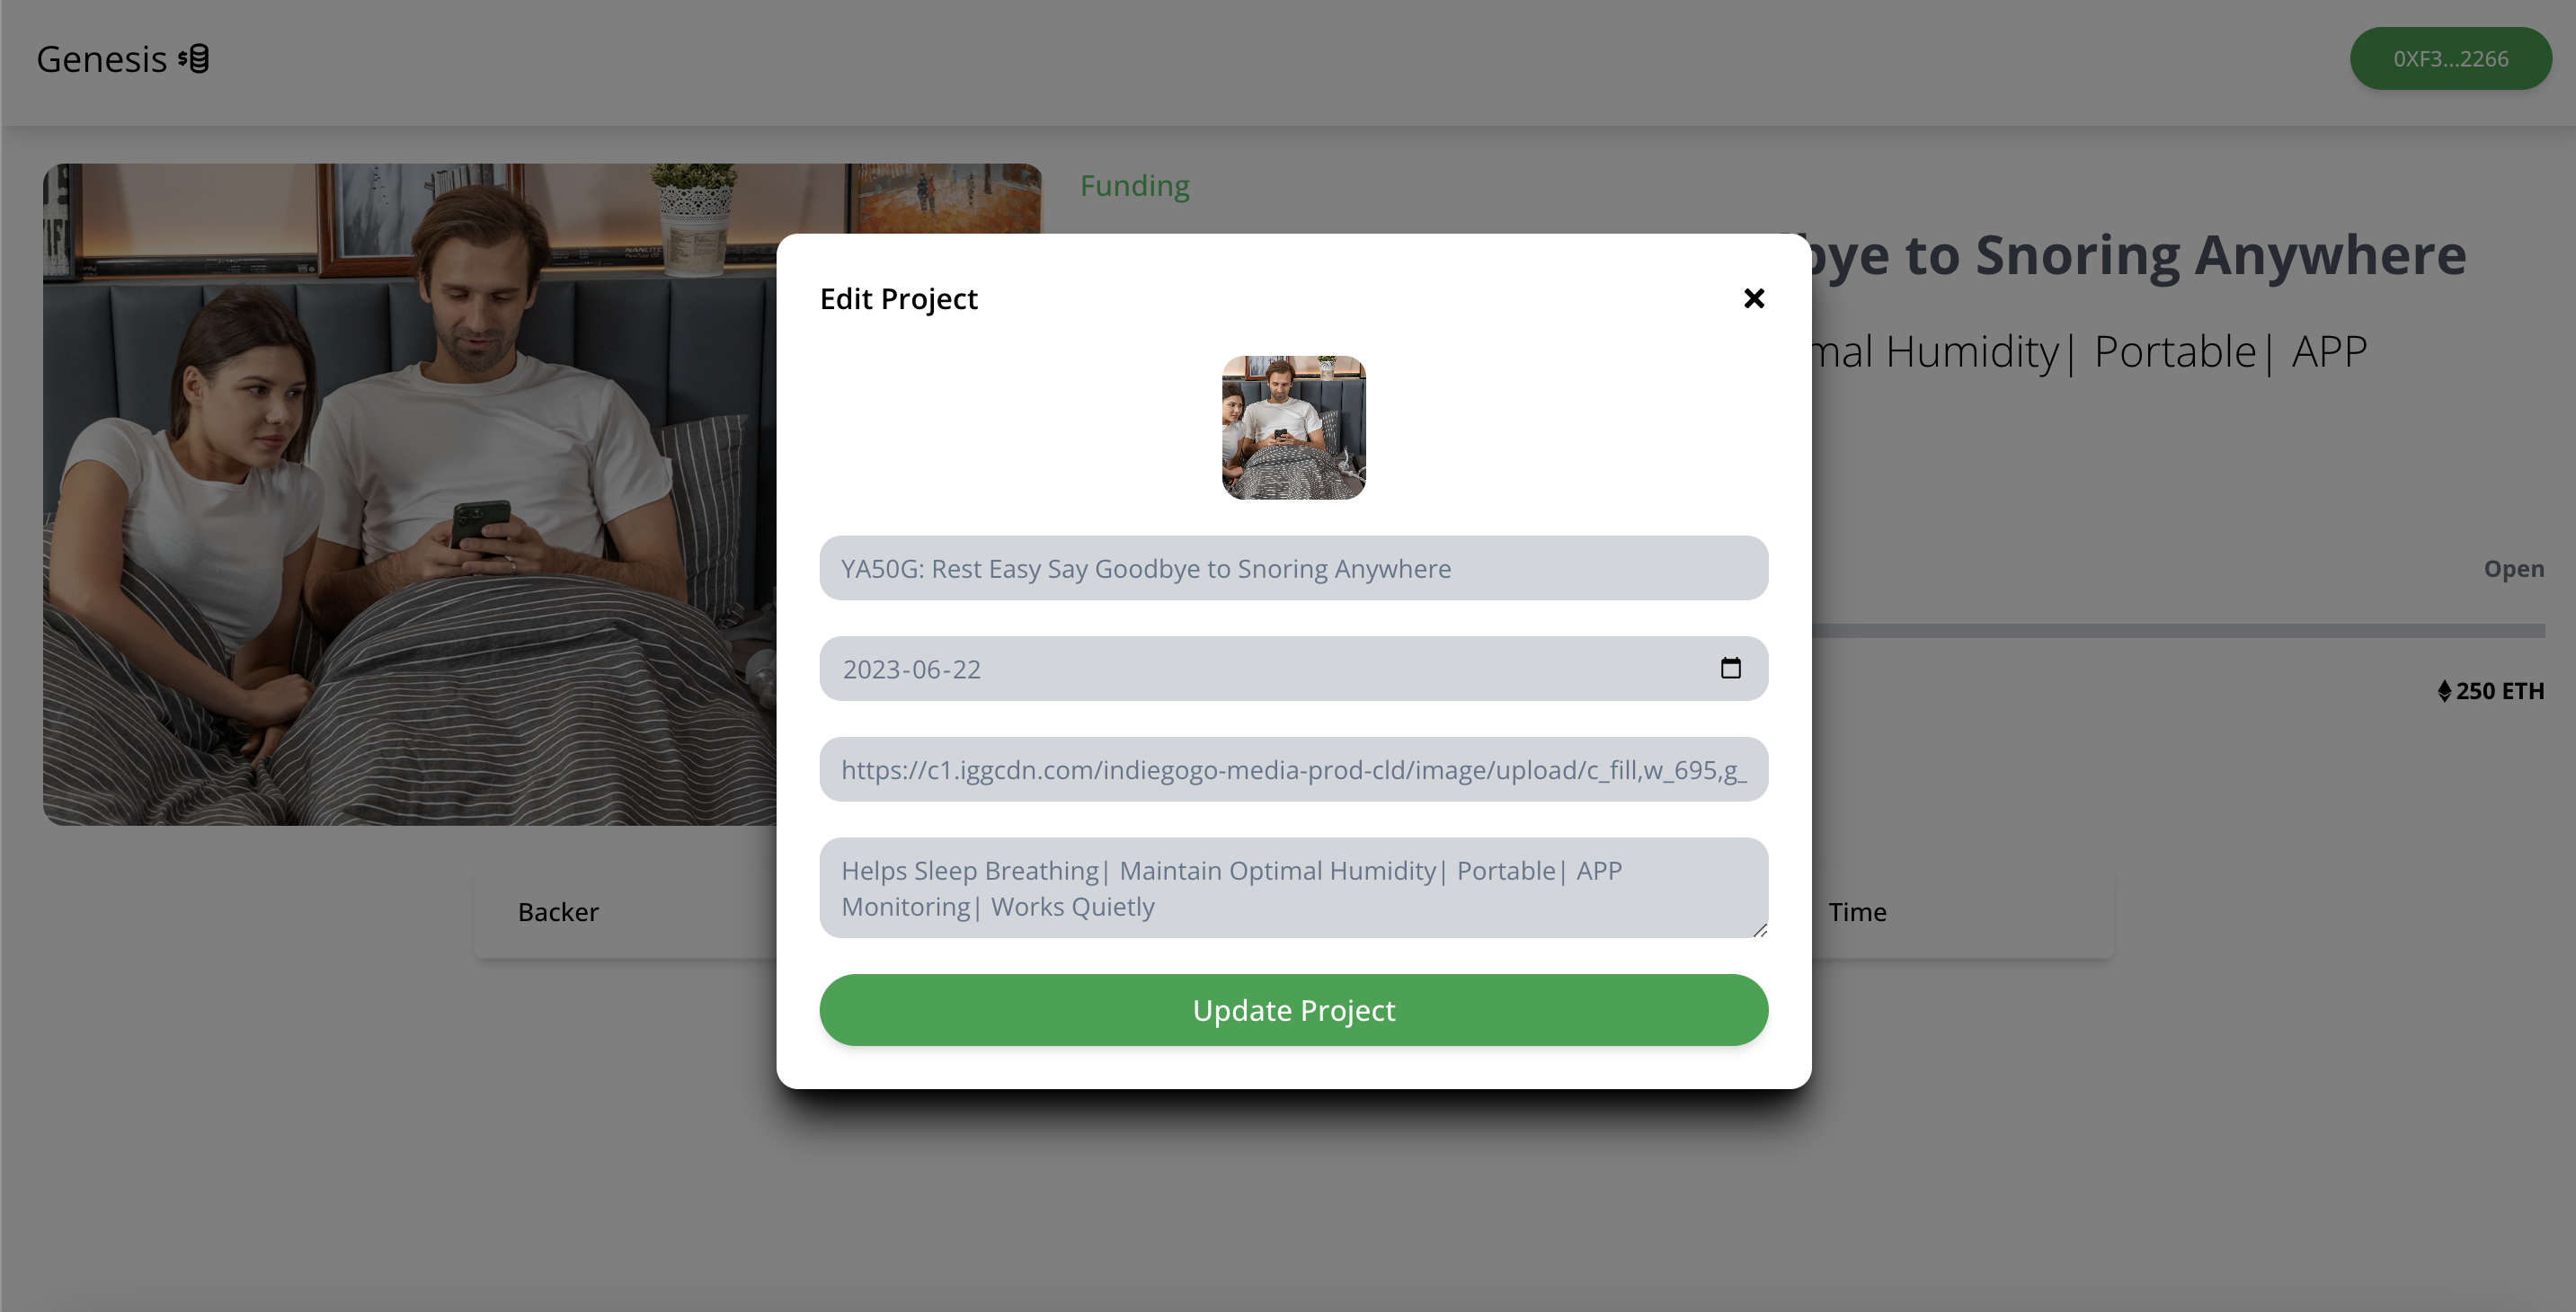 Genesis
0XF3...2266
Funding
bye to Snoring Anywhere
mal Humidity| Portable| APP
Open
250 ETH
Edit Project
YA50G: Rest Easy Say Goodbye to Snoring Anywhere
2023-06-22
https://c1.iggcdn.com/indiegogo-media-prod-cld/image/upload/c_fill,w_695,g_
Helps Sleep Breathing| Maintain Optimal Humidity| Portable| APP
Monitoring| Works Quietly
Update Project
Backer
Time